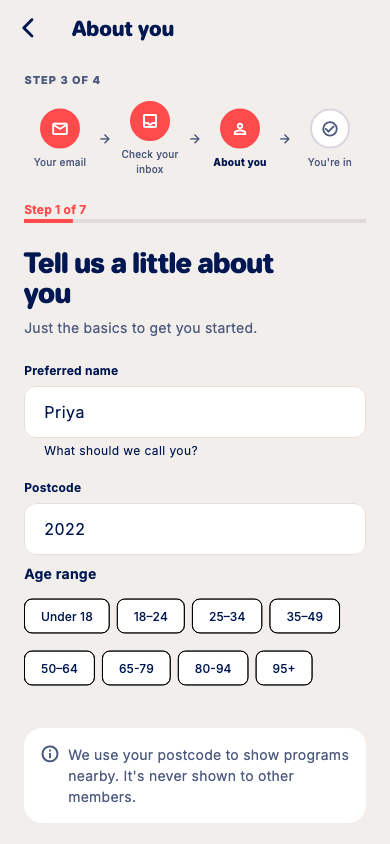 About you
STEP 3 OF 4
Your email
Check your
inbox
About you
You're in
Step 1 of 7
Tell us a little about
you
Just the basics to get you started.
Preferred name
Priya
What should we call you?
Postcode
2022
Age range
Under 18
18–24
25–34
35–49
50–64
65-79
80-94
95+
We use your postcode to show programs
nearby. It's never shown to other
members.